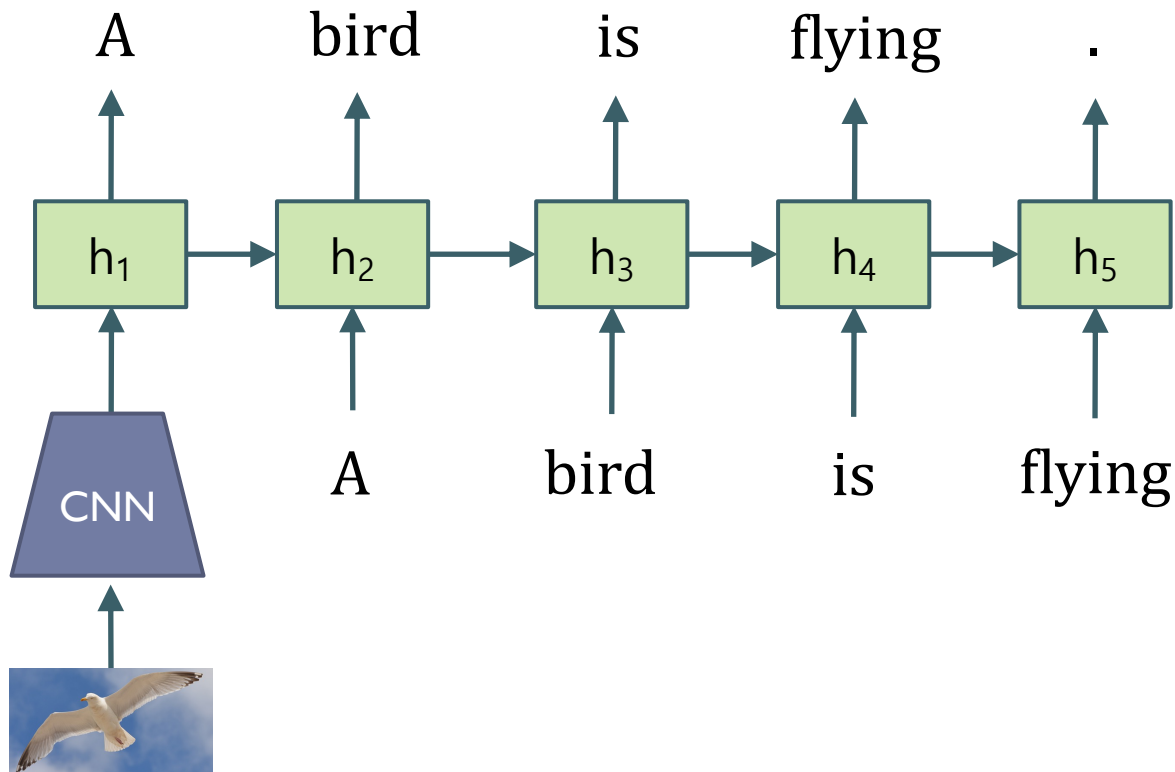 A bird is flying .
h₁ h₂ h₃ h₄ h₅
A bird is flying
CNN